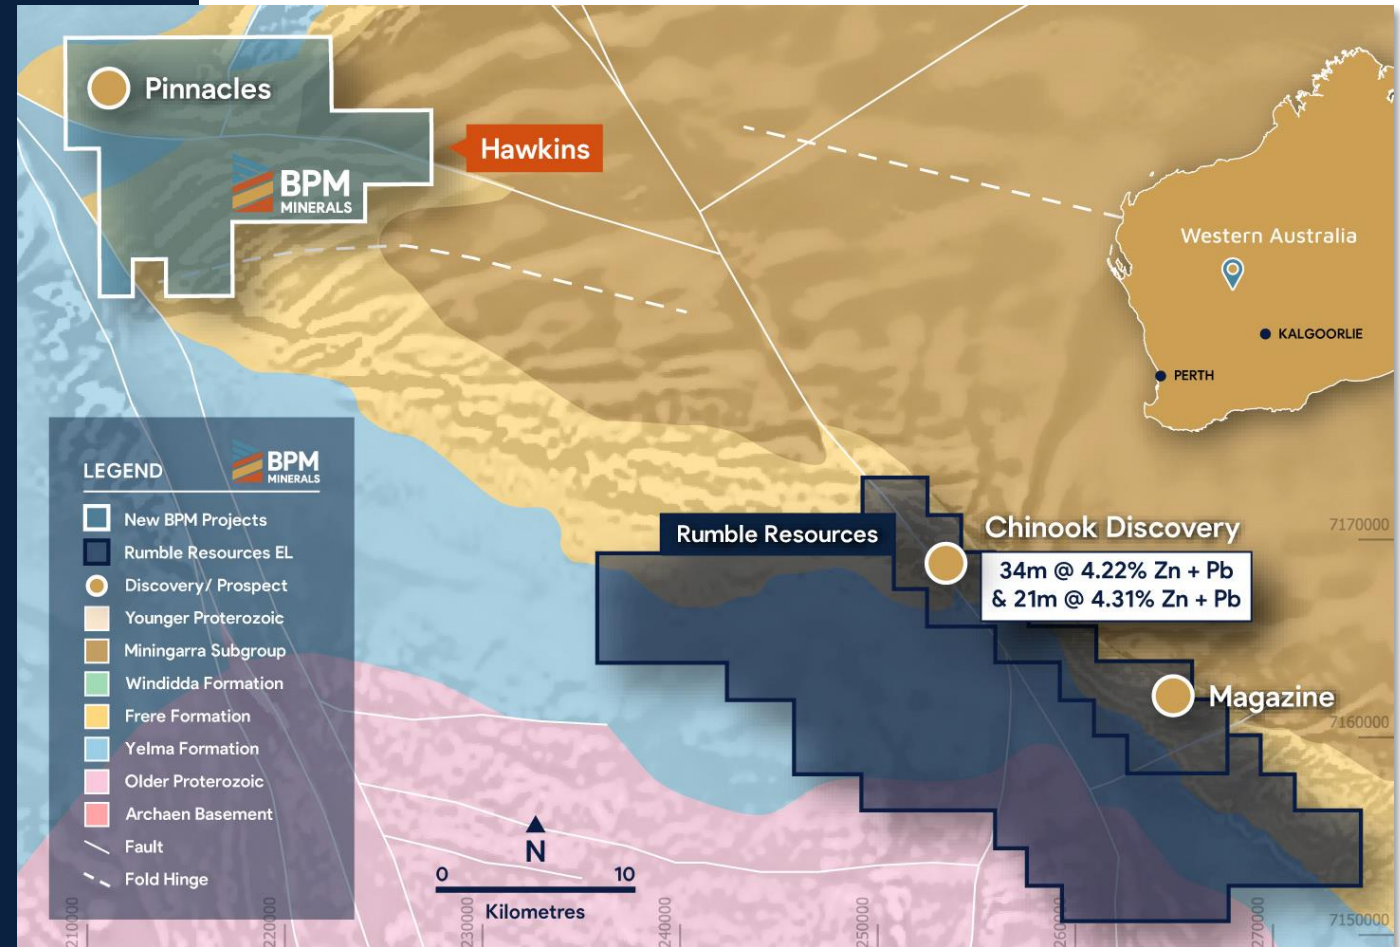 Pinnacles
Hawkins
BPM
MINERALS
Western Australia
KALGOORLIE
PERTH
LEGEND
BPM
MINERALS
New BPM Projects
Rumble Resources EL
Discovery/ Prospect
Younger Proterozoic
Miningarra Subgroup
Windidda Formation
Frere Formation
Yelma Formation
Older Proterozoic
Archaen Basement
Fault
Fold Hinge
Rumble Resources
Chinook Discovery
34m @ 4.22% Zn + Pb
& 21m @ 4.31% Zn + Pb
Magazine
7170000
7160000
7150000
N
0 10
Kilometres
210000
220000
230000
240000
250000
260000
270000